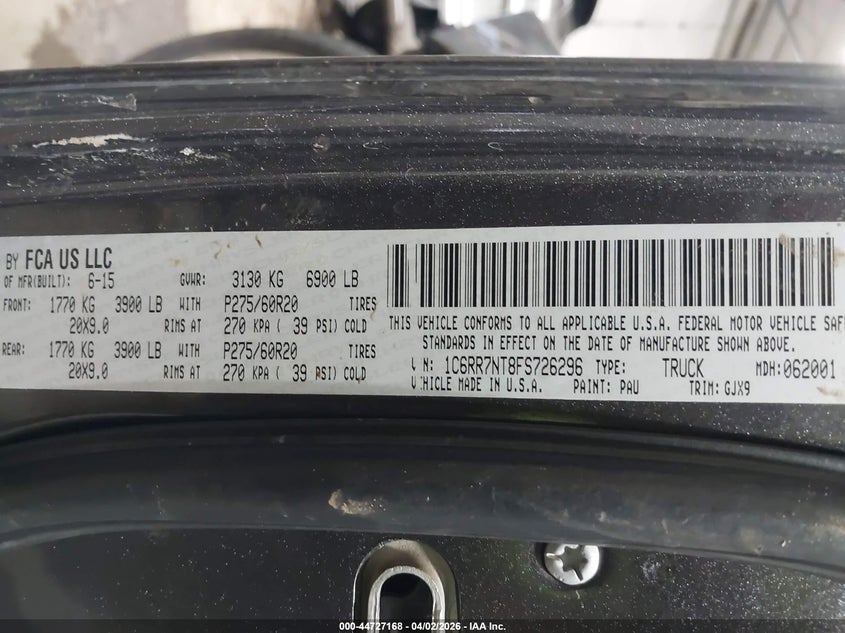 BY FCA US LLC
OF MFR(BUILT): 6-15 GVWR: 3130 KG 6900 LB
FRONT: 1770 KG 3900 LB WITH P275/60R20 TIRES
20X9.0 RIMS AT 270 KPA ( 39 PSI) COLD
REAR: 1770 KG 3900 LB WITH P275/60R20 TIRES
20X9.0 RIMS AT 270 KPA ( 39 PSI) COLD
THIS VEHICLE CONFORMS TO ALL APPLICABLE U.S.A. FEDERAL MOTOR VEHICLE SAF
STANDARDS IN EFFECT ON THE DATE OF MANUFACTURE SHOWN ABOVE.
N: 1C6RR7NT8FS726296 TYPE: TRUCK MDH:062001
VEHICLE MADE IN U.S.A. PAINT: PAU TRIM: GJX9
000-44727168 - 04/02/2026 - IAA Inc.